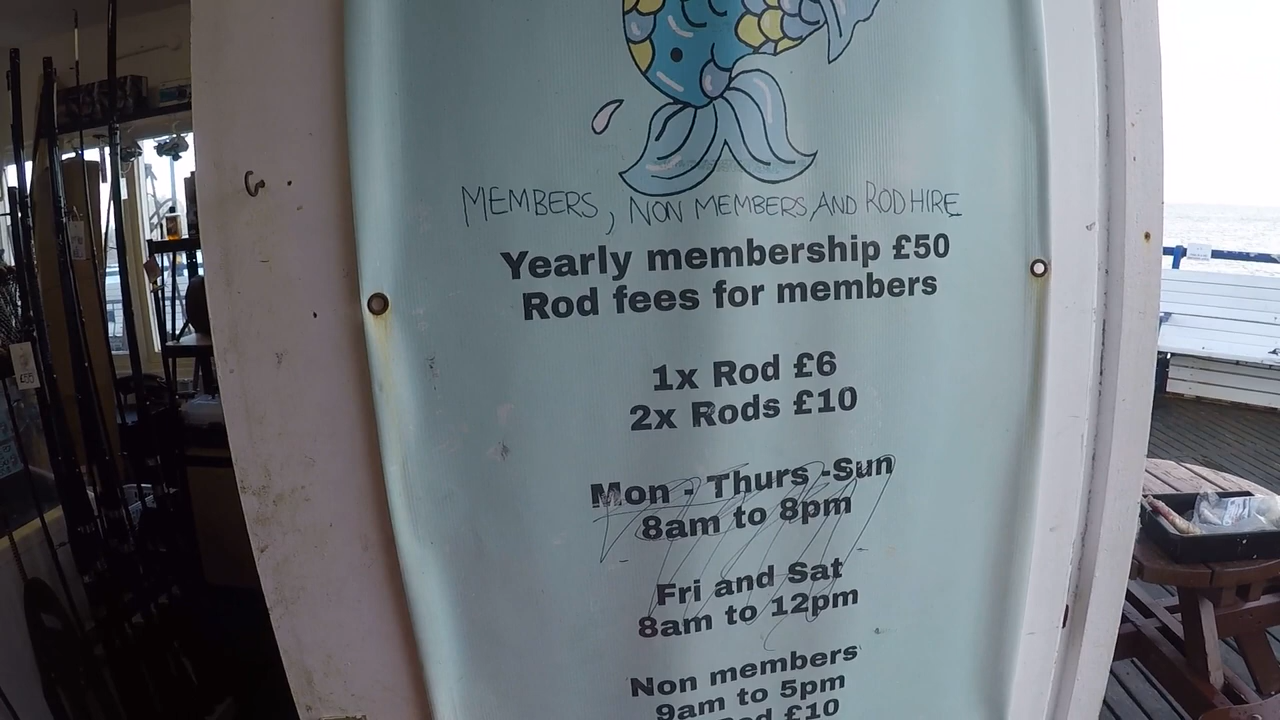 MEMBERS, NON MEMBERS AND ROD HIRE
Yearly membership £50
Rod fees for members
1x Rod £6
2x Rods £10
Mon - Thurs -Sun
8am to 8pm
Fri and Sat
8am to 12pm
Non members
9am to 5pm
£10